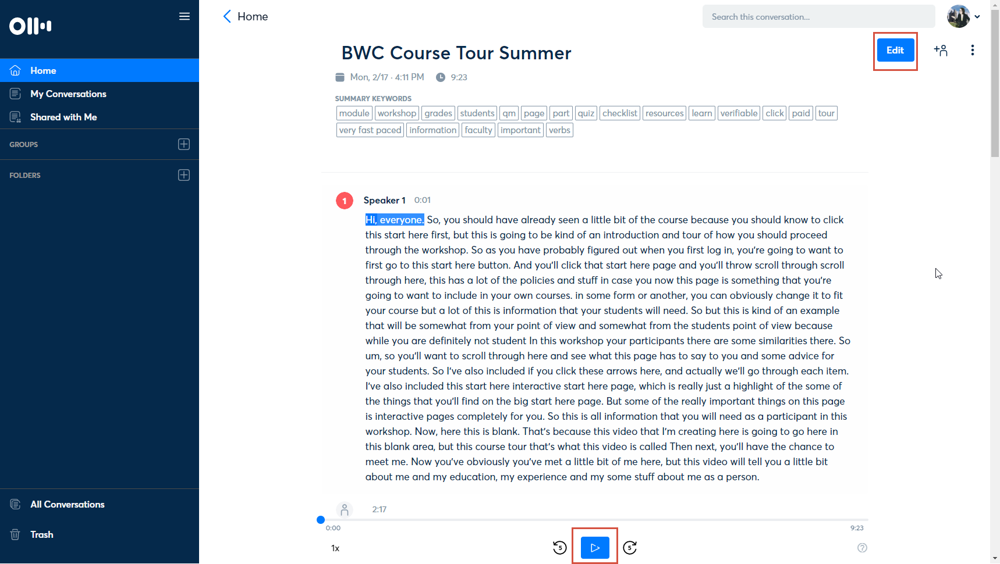 Home
My Conversations
Shared with Me
GROUPS
FOLDERS
All Conversations
Trash
Home
Search this conversation...
BWC Course Tour Summer
Edit
Mon, 2/17 · 4:11 PM 9:23
SUMMARY KEYWORDS
module workshop grades students qm page part quiz checklist resources learn verifiable click paid tour
very fast paced information faculty important verbs
1 Speaker 1 0:01
Hi, everyone. So, you should have already seen a little bit of the course because you should know to click
this start here first, but this is going to be kind of an introduction and tour of how you should proceed
through the workshop. So as you have probably figured out when you first log in, you're going to want to
first go to this start here button. And you'll click that start here page and you'll throw scroll through scroll
through here, this has a lot of the policies and stuff in case you now this page is something that you're
going to want to include in your own courses. in some form or another, you can obviously change it to fit
your course but a lot of this is information that your students will need. So but this is kind of an example
that will be somewhat from your point of view and somewhat from the students point of view because
while you are definitely not student In this workshop your participants there are some similarities there. So
um, so you'll want to scroll through here and see what this page has to say to you and some advice for
your students. So I've also included if you click these arrows here, and actually we'll go through each item.
I've also included this start here interactive start here page, which is really just a highlight of the some of
the things that you'll find on the big start here page. But some of the really important things on this page
is interactive pages completely for you. So this is all information that you will need as a participant in this
workshop. Now, here this is blank. That's because this video that I'm creating here is going to go here in
this blank area, but this course tour that's what this video is called Then next, you'll have the chance to
meet me. Now you've obviously you've met a little bit of me here, but this video will tell you a little bit
about me and my education, my experience and my some stuff about me as a person.
2:17
0:00 9:23
1x 5 5